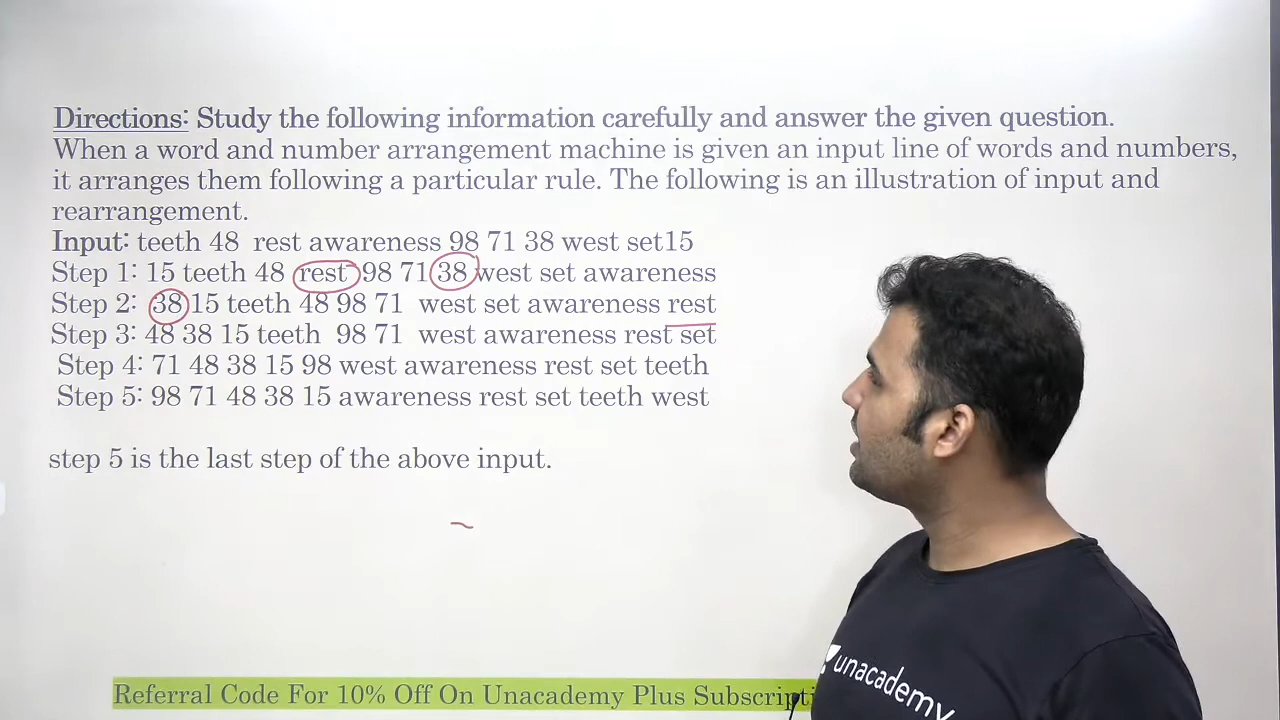 Directions: Study the following information carefully and answer the given question.
When a word and number arrangement machine is given an input line of words and numbers,
it arranges them following a particular rule. The following is an illustration of input and
rearrangement.
Input: teeth 48 rest awareness 98 71 38 west set15
Step 1: 15 teeth 48 rest 98 71 38 west set awareness
Step 2: 38 15 teeth 48 98 71 west set awareness rest
Step 3: 48 38 15 teeth 98 71 west awareness rest set
Step 4: 71 48 38 15 98 west awareness rest set teeth
Step 5: 98 71 48 38 15 awareness rest set teeth west
step 5 is the last step of the above input.
unacademy
Referral Code For 10% Off On Unacademy Plus